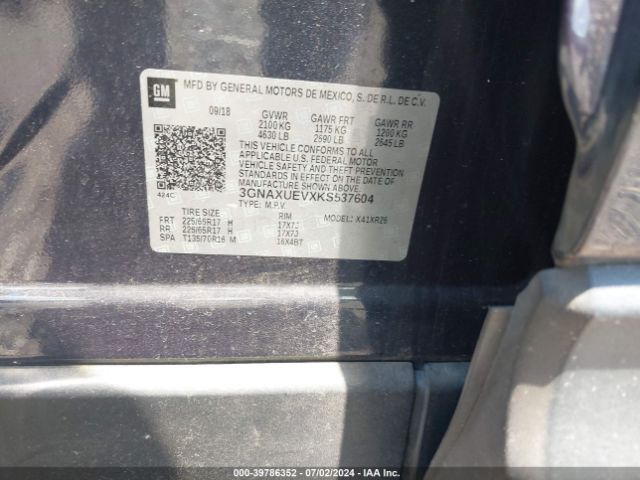 GM
MFD BY GENERAL MOTORS DE MEXICO, S. DE R.L. DE C.V.
09/18 GVWR GAWR FRT GAWR RR
2100 KG 1175 KG 1200 KG
4630 LB 2590 LB 2645 LB
THIS VEHICLE CONFORMS TO ALL
APPLICABLE U.S. FEDERAL MOTOR
VEHICLE SAFETY AND THEFT PREVENTION
STANDARDS IN EFFECT ON THE DATE OF
MANUFACTURE SHOWN ABOVE.
424C 3GNAXUEVXKS537604
TYPE: M.P.V. MODEL: X41XR26
TIRE SIZE RIM
FRT 225/65R17 H 17X7J
RR 225/65R17 H 17X7J
SPA T135/70R16 M 16X4BT
000-39786352 | 07/02/2024 - IAA Inc.